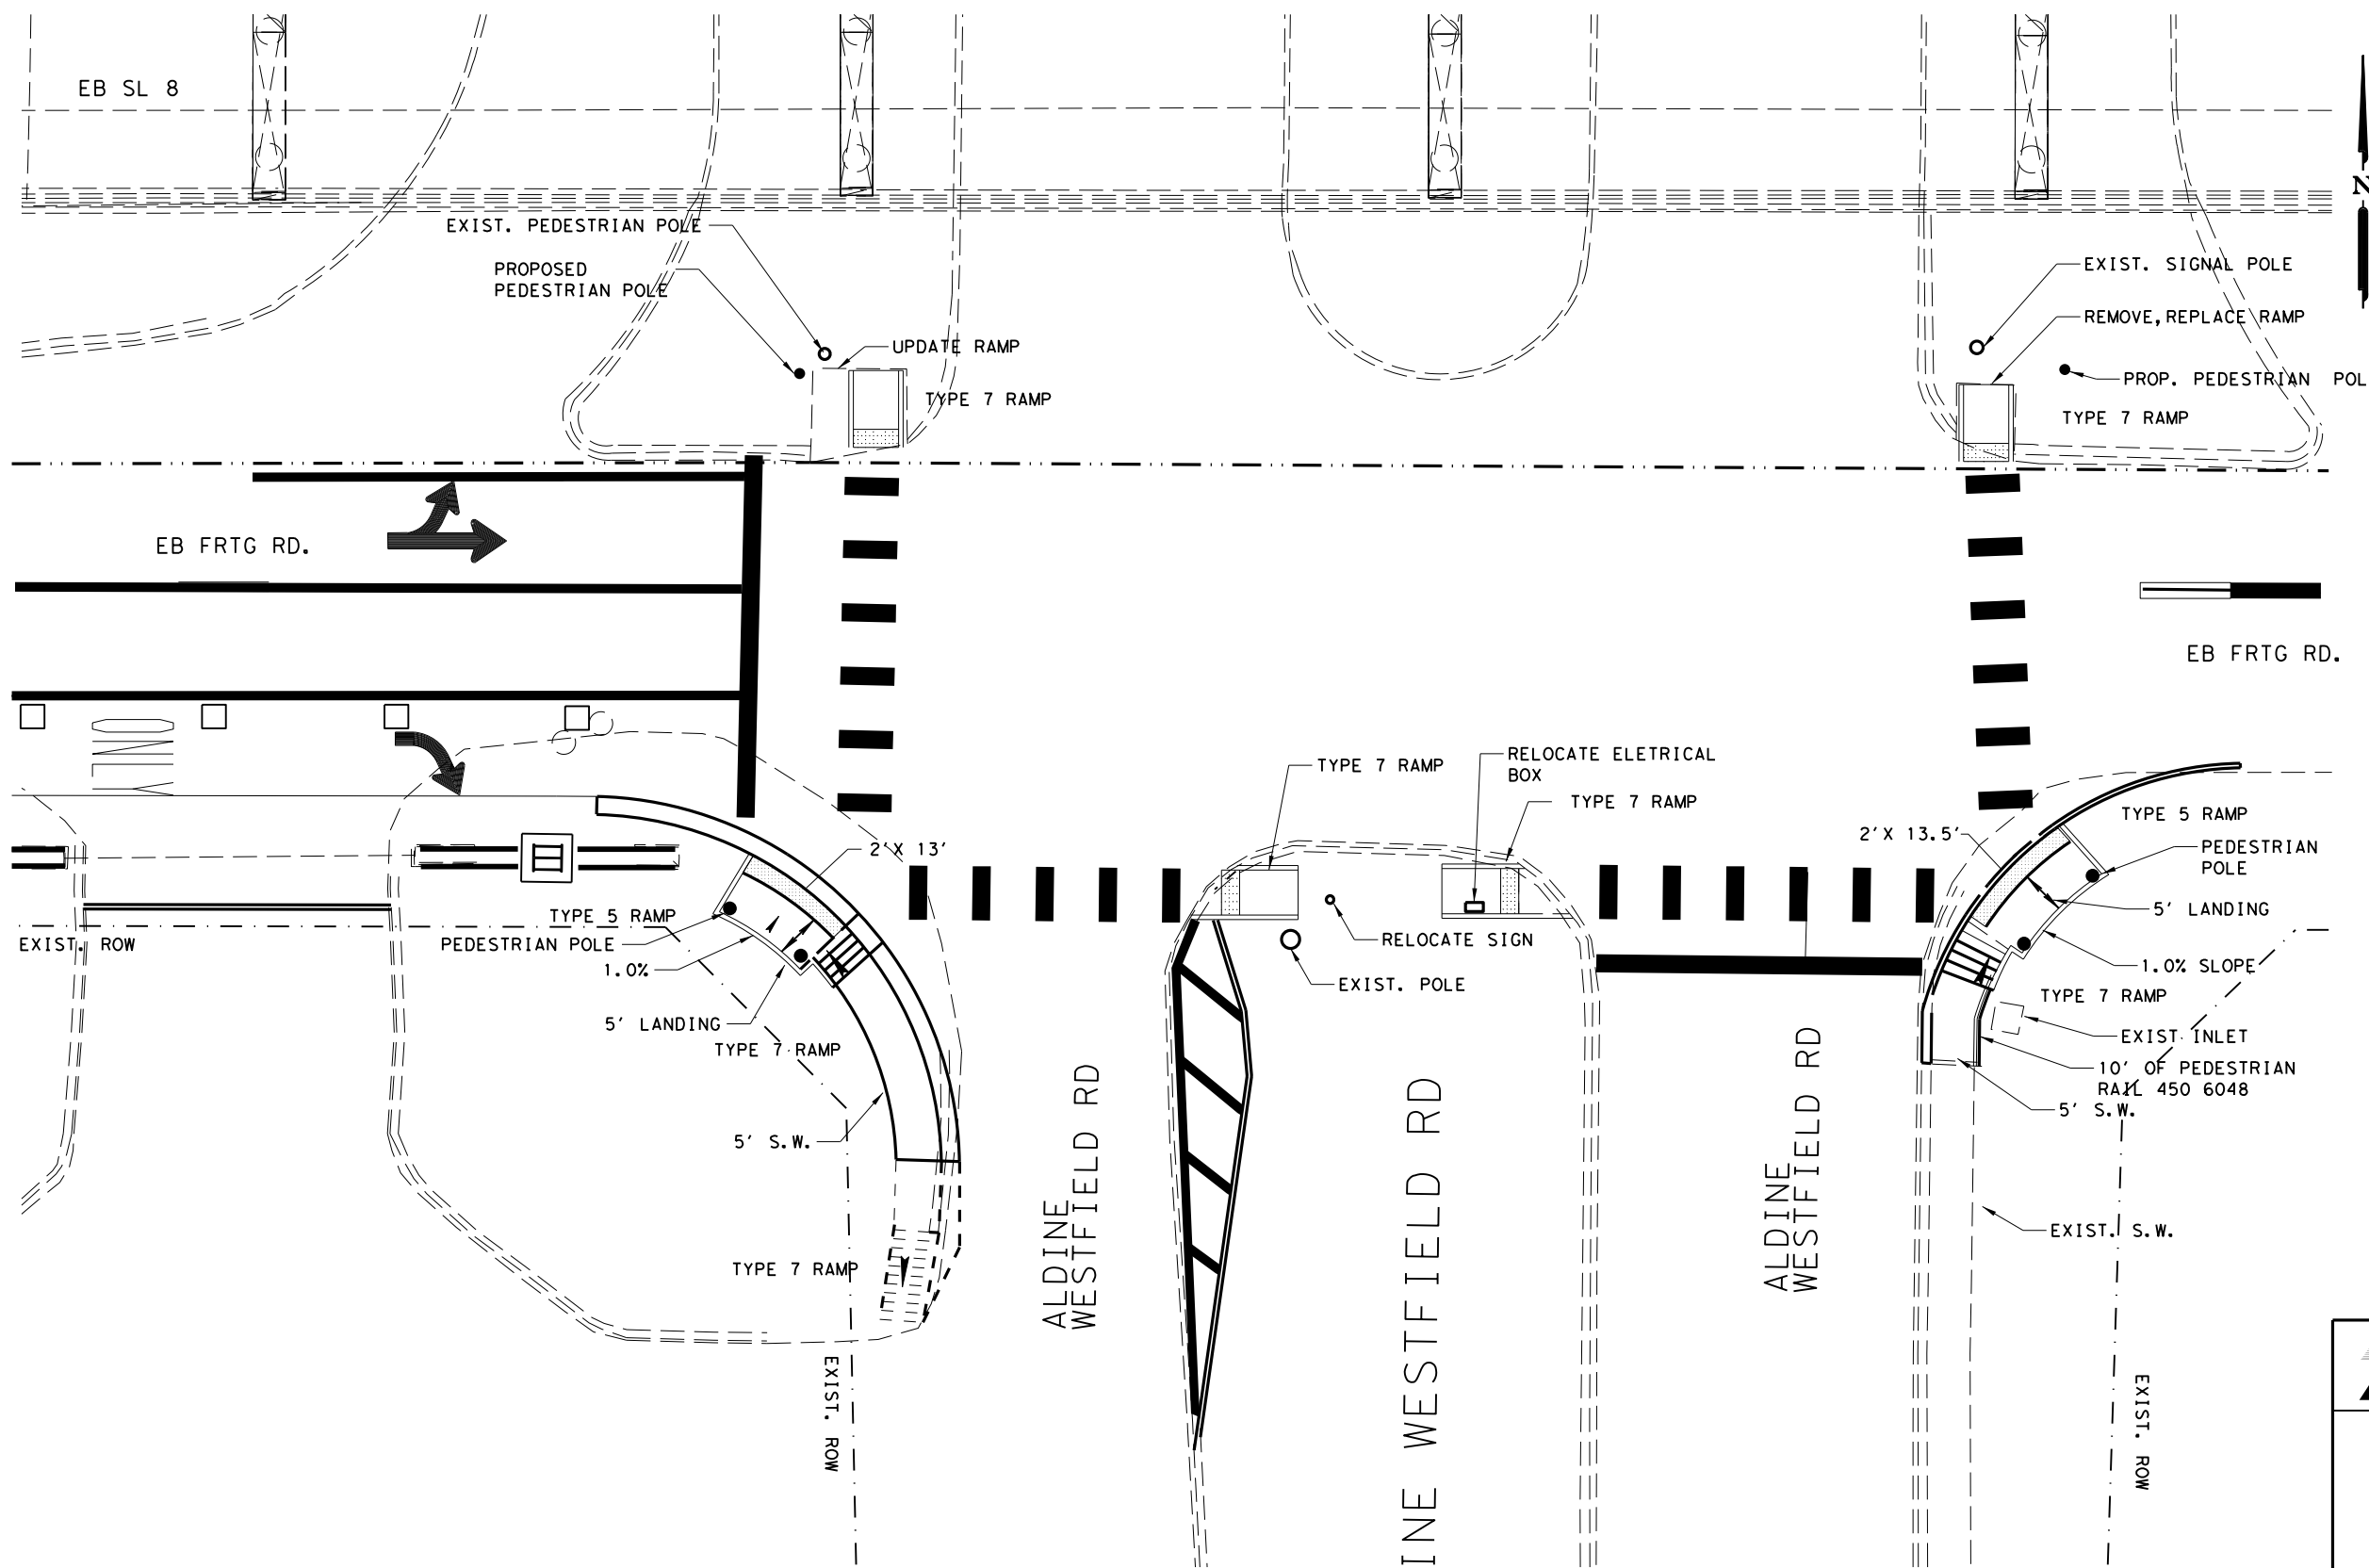 EB SL 8
N
EXIST. PEDESTRIAN POLE
PROPOSED
PEDESTRIAN POLE
UPDATE RAMP
TYPE 7 RAMP
EXIST. SIGNAL POLE
REMOVE,REPLACE RAMP
PROP. PEDESTRIAN POL
TYPE 7 RAMP
EB FRTG RD.
EB FRTG RD.
TYPE 7 RAMP
RELOCATE ELETRICAL
BOX
TYPE 7 RAMP
2'X 13'
TYPE 5 RAMP
PEDESTRIAN POLE
1.0%
5' LANDING
TYPE 7 RAMP
5' S.W.
TYPE 7 RAMP
EXIST. ROW
EXIST. ROW
RELOCATE SIGN
EXIST. POLE
2'X 13.5'
TYPE 5 RAMP
PEDESTRIAN
POLE
5' LANDING
1.0% SLOPE
TYPE 7 RAMP
EXIST INLET
10' OF PEDESTRIAN
RAIL 450 6048
5' S.W.
EXIST. S.W.
EXIST. ROW
ALDINE
WESTFIELD RD
INE WESTFIELD RD
ALDINE
WESTFIELD RD